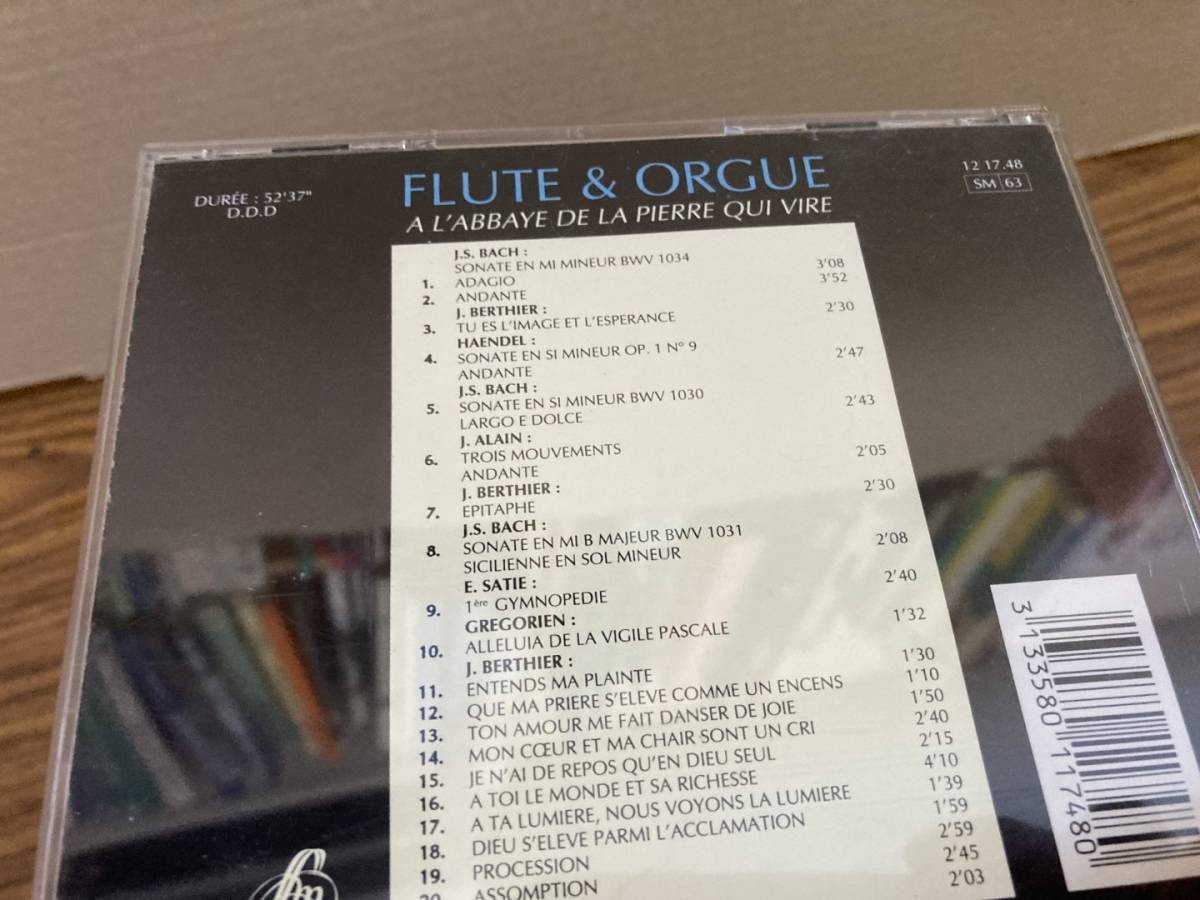 DURÉE : 52'37"
D.D.D
FLUTE & ORGUE
A L'ABBAYE DE LA PIERRE QUI VIRE
12 17.48
SM 63
J.S. BACH :
SONATE EN MI MINEUR BWV 1034
1. ADAGIO 3'08
2. ANDANTE 3'52
J. BERTHIER :
3. TU ES L'IMAGE ET L'ESPERANCE 2'30
HAENDEL :
4. SONATE EN SI MINEUR OP. 1 N° 9
ANDANTE 2'47
J.S. BACH :
5. SONATE EN SI MINEUR BWV 1030
LARGO E DOLCE 2'43
J. ALAIN :
6. TROIS MOUVEMENTS
ANDANTE 2'05
J. BERTHIER :
7. EPITAPHE 2'30
J.S. BACH :
8. SONATE EN MI B MAJEUR BWV 1031
SICILIENNE EN SOL MINEUR 2'08
E. SATIE :
9. 1ère GYMNOPEDIE 2'40
GREGORIEN :
10. ALLELUIA DE LA VIGILE PASCALE 1'32
J. BERTHIER :
11. ENTENDS MA PLAINTE 1'30
12. QUE MA PRIERE S'ELEVE COMME UN ENCENS 1'10
13. TON AMOUR ME FAIT DANSER DE JOIE 1'50
14. MON CŒUR ET MA CHAIR SONT UN CRI 2'40
15. JE N'AI DE REPOS QU'EN DIEU SEUL 2'15
16. A TOI LE MONDE ET SA RICHESSE 4'10
17. A TA LUMIERE, NOUS VOYONS LA LUMIERE 1'39
18. DIEU S'ELEVE PARMI L'ACCLAMATION 1'59
19. PROCESSION 2'59
20. ASSOMPTION 2'45
2'03
3 133580 117480